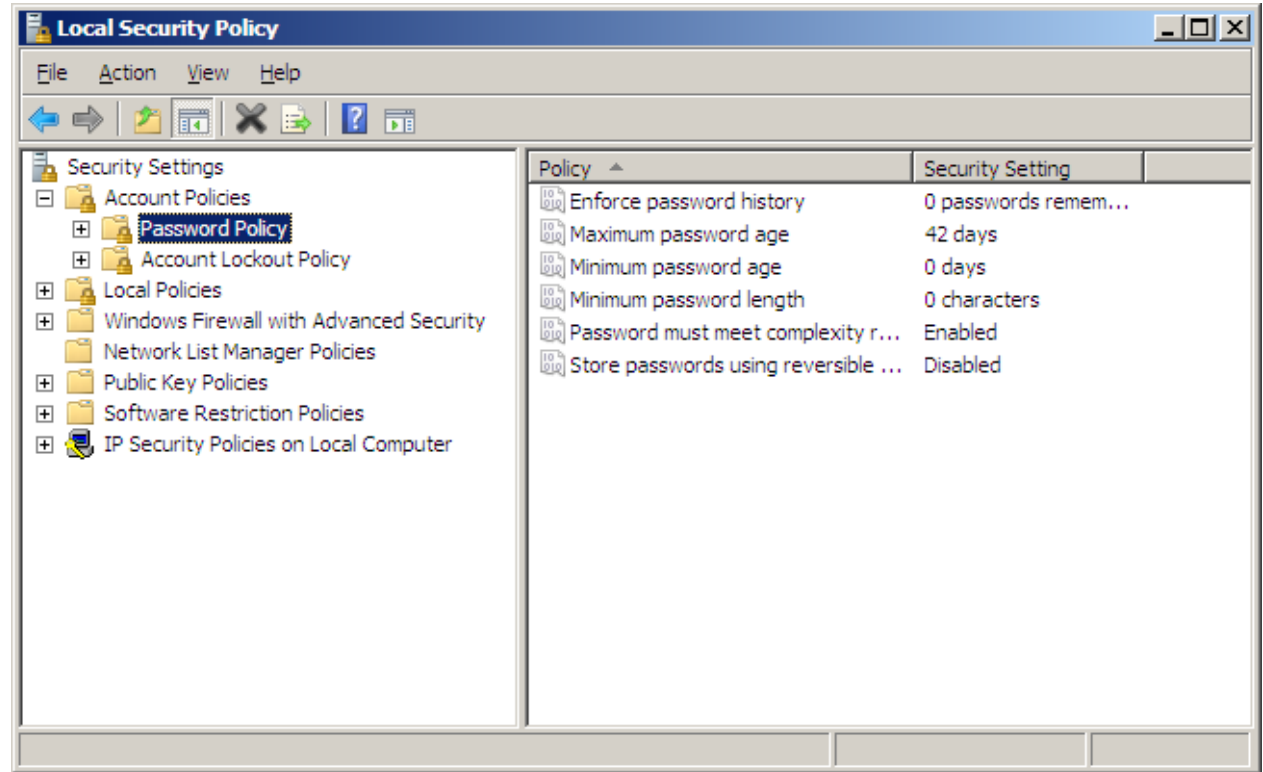 Local Security Policy
File Action View Help
Security Settings
Account Policies
Password Policy
Account Lockout Policy
Local Policies
Windows Firewall with Advanced Security
Network List Manager Policies
Public Key Policies
Software Restriction Policies
IP Security Policies on Local Computer
Policy Security Setting
Enforce password history 0 passwords remem...
Maximum password age 42 days
Minimum password age 0 days
Minimum password length 0 characters
Password must meet complexity r... Enabled
Store passwords using reversible ... Disabled